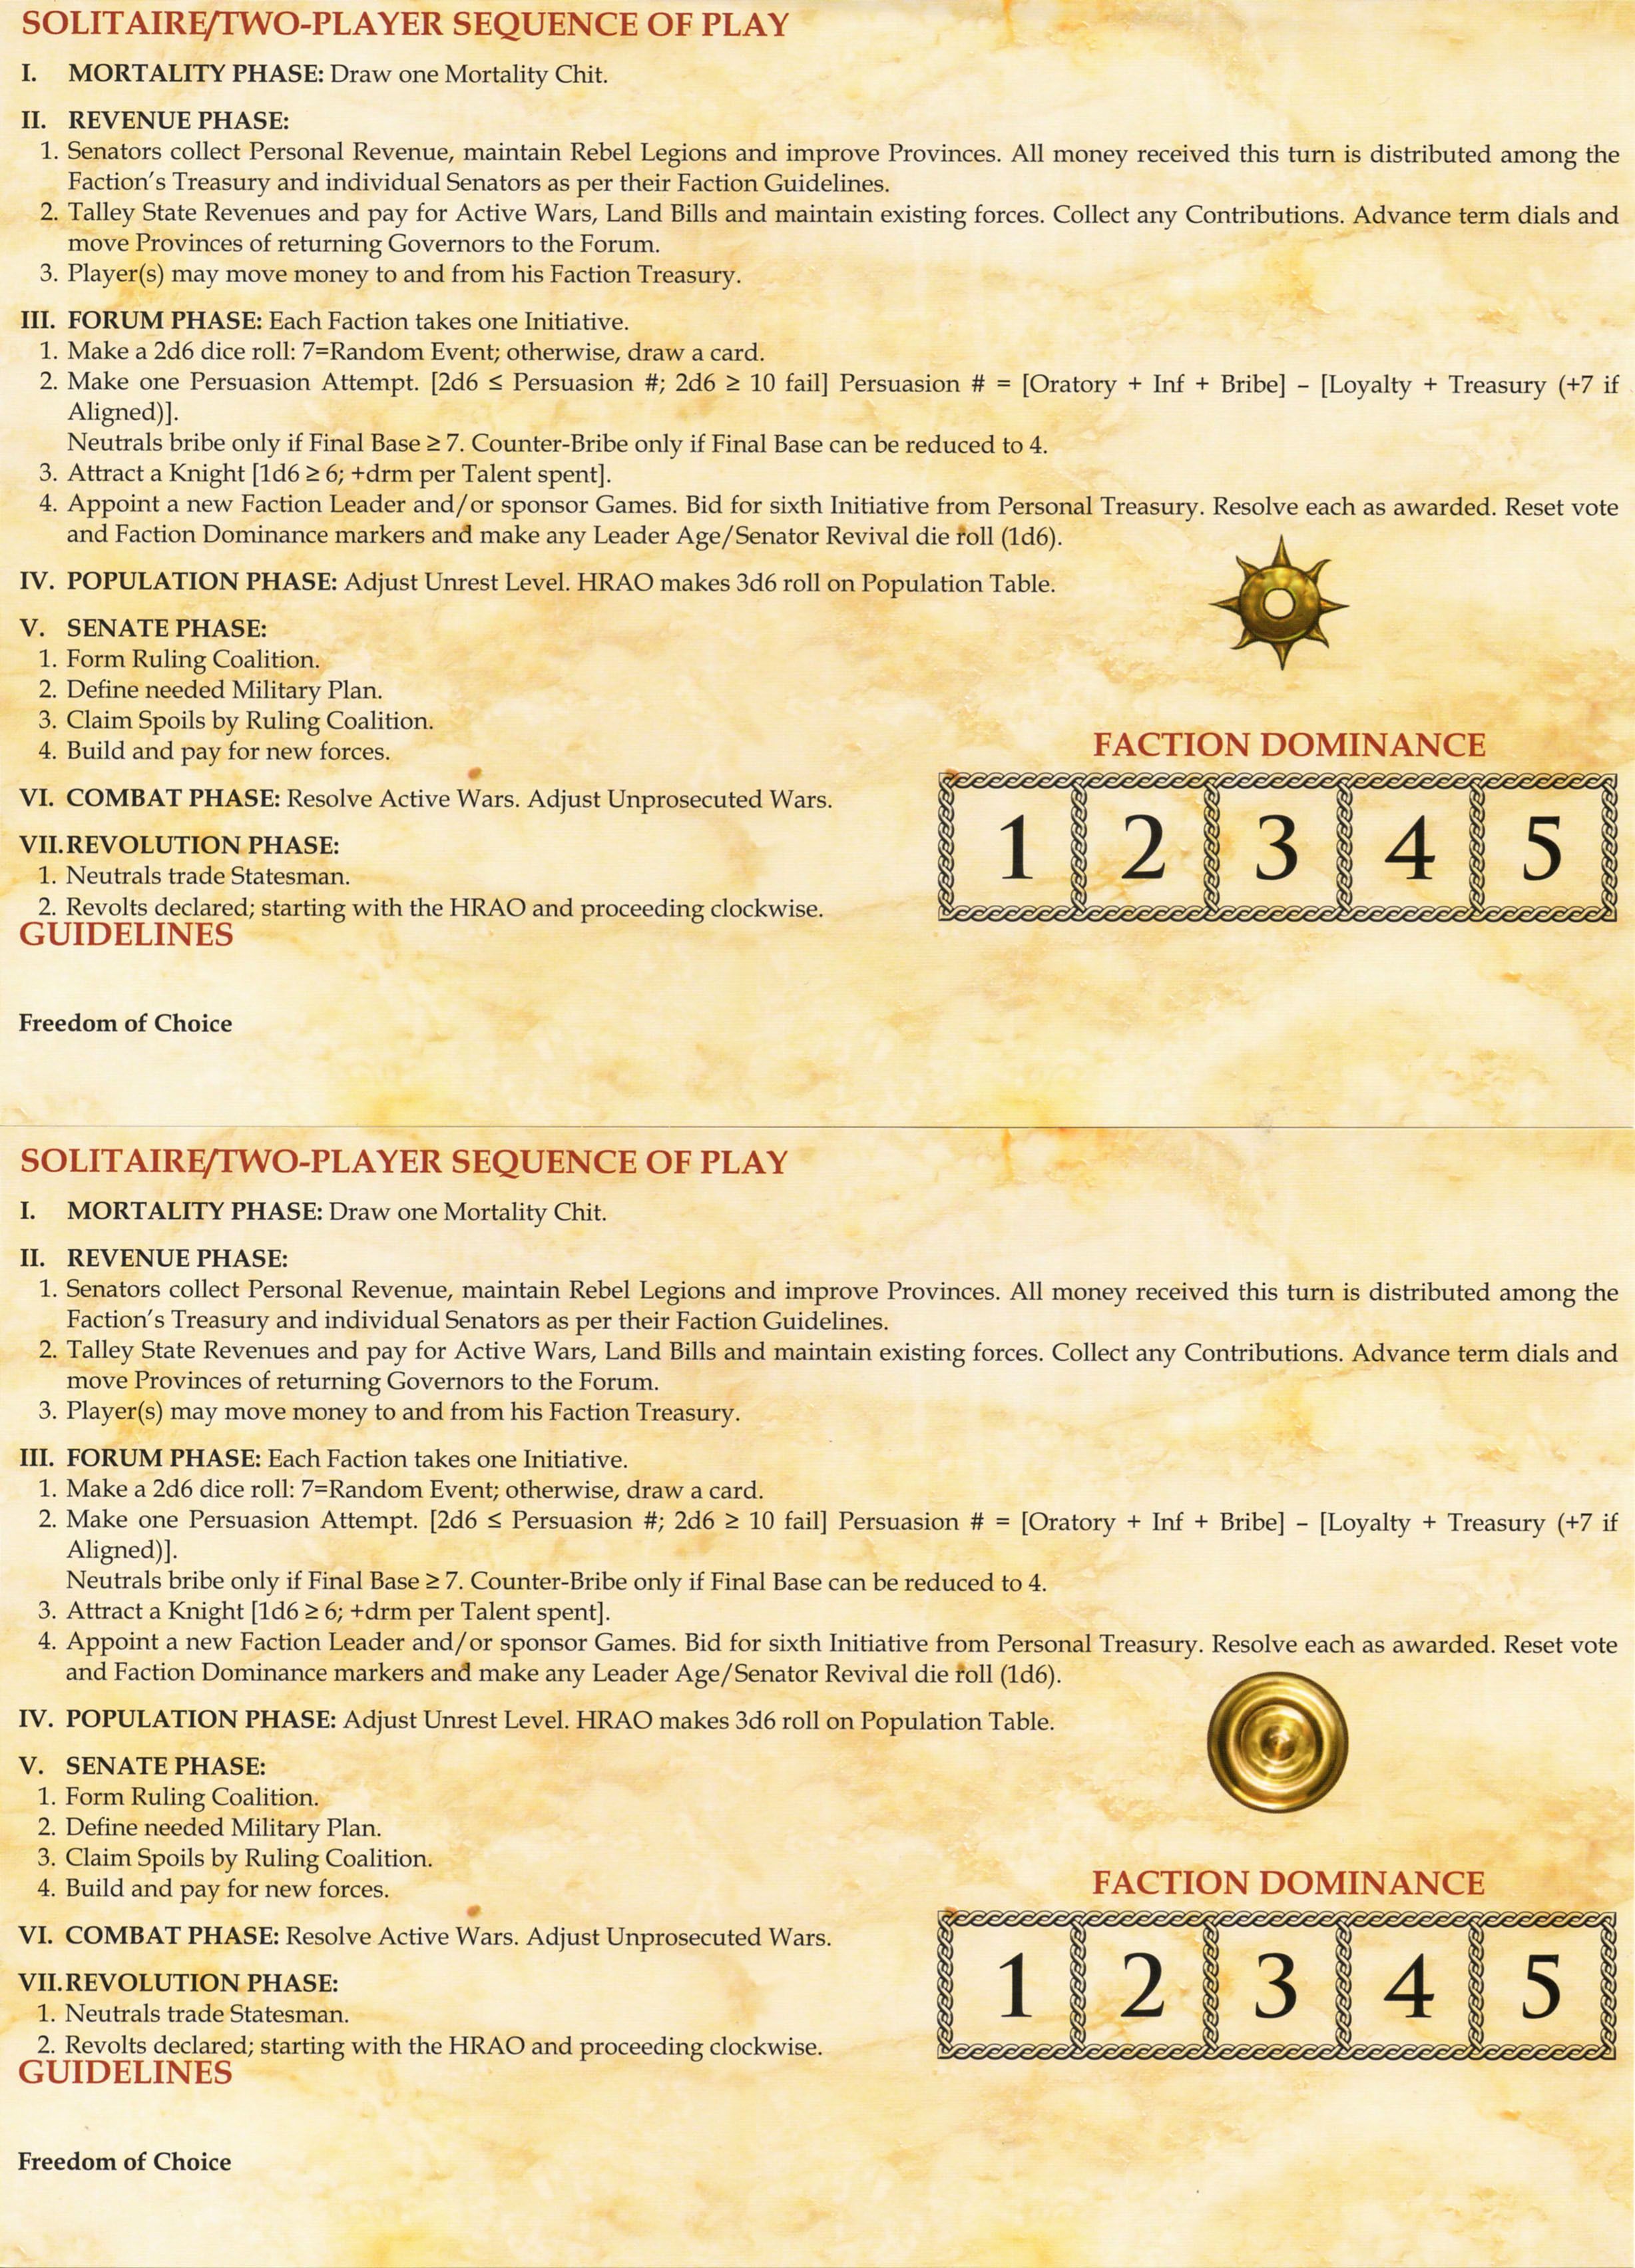 SOLITAIRE/TWO-PLAYER SEQUENCE OF PLAY
I. MORTALITY PHASE: Draw one Mortality Chit.
II. REVENUE PHASE:
1. Senators collect Personal Revenue, maintain Rebel Legions and improve Provinces. All money received this turn is distributed among the
Faction's Treasury and individual Senators as per their Faction Guidelines.
2. Talley State Revenues and pay for Active Wars, Land Bills and maintain existing forces. Collect any Contributions. Advance term dials and
move Provinces of returning Governors to the Forum.
3. Player(s) may move money to and from his Faction Treasury.
III. FORUM PHASE: Each Faction takes one Initiative.
1. Make a 2d6 dice roll: 7=Random Event; otherwise, draw a card.
2. Make one Persuasion Attempt. [2d6 ≤ Persuasion #; 2d6 ≥ 10 fail] Persuasion # = [Oratory + Inf + Bribe] – [Loyalty + Treasury (+7 if
Aligned)].
Neutrals bribe only if Final Base ≥ 7. Counter-Bribe only if Final Base can be reduced to 4.
3. Attract a Knight [1d6 ≥ 6; +drm per Talent spent].
4. Appoint a new Faction Leader and/or sponsor Games. Bid for sixth Initiative from Personal Treasury. Resolve each as awarded. Reset vote
and Faction Dominance markers and make any Leader Age/Senator Revival die roll (1d6).
IV. POPULATION PHASE: Adjust Unrest Level. HRAO makes 3d6 roll on Population Table.
V. SENATE PHASE:
1. Form Ruling Coalition.
2. Define needed Military Plan.
3. Claim Spoils by Ruling Coalition.
4. Build and pay for new forces.
VI. COMBAT PHASE: Resolve Active Wars. Adjust Unprosecuted Wars.
VII. REVOLUTION PHASE:
1. Neutrals trade Statesman.
2. Revolts declared; starting with the HRAO and proceeding clockwise.
FACTION DOMINANCE
1 2 3 4 5
GUIDELINES
Freedom of Choice
SOLITAIRE/TWO-PLAYER SEQUENCE OF PLAY
I. MORTALITY PHASE: Draw one Mortality Chit.
II. REVENUE PHASE:
1. Senators collect Personal Revenue, maintain Rebel Legions and improve Provinces. All money received this turn is distributed among the
Faction's Treasury and individual Senators as per their Faction Guidelines.
2. Talley State Revenues and pay for Active Wars, Land Bills and maintain existing forces. Collect any Contributions. Advance term dials and
move Provinces of returning Governors to the Forum.
3. Player(s) may move money to and from his Faction Treasury.
III. FORUM PHASE: Each Faction takes one Initiative.
1. Make a 2d6 dice roll: 7=Random Event; otherwise, draw a card.
2. Make one Persuasion Attempt. [2d6 ≤ Persuasion #; 2d6 ≥ 10 fail] Persuasion # = [Oratory + Inf + Bribe] – [Loyalty + Treasury (+7 if
Aligned)].
Neutrals bribe only if Final Base ≥ 7. Counter-Bribe only if Final Base can be reduced to 4.
3. Attract a Knight [1d6 ≥ 6; +drm per Talent spent].
4. Appoint a new Faction Leader and/or sponsor Games. Bid for sixth Initiative from Personal Treasury. Resolve each as awarded. Reset vote
and Faction Dominance markers and make any Leader Age/Senator Revival die roll (1d6).
IV. POPULATION PHASE: Adjust Unrest Level. HRAO makes 3d6 roll on Population Table.
V. SENATE PHASE:
1. Form Ruling Coalition.
2. Define needed Military Plan.
3. Claim Spoils by Ruling Coalition.
4. Build and pay for new forces.
VI. COMBAT PHASE: Resolve Active Wars. Adjust Unprosecuted Wars.
VII. REVOLUTION PHASE:
1. Neutrals trade Statesman.
2. Revolts declared; starting with the HRAO and proceeding clockwise.
FACTION DOMINANCE
1 2 3 4 5
GUIDELINES
Freedom of Choice